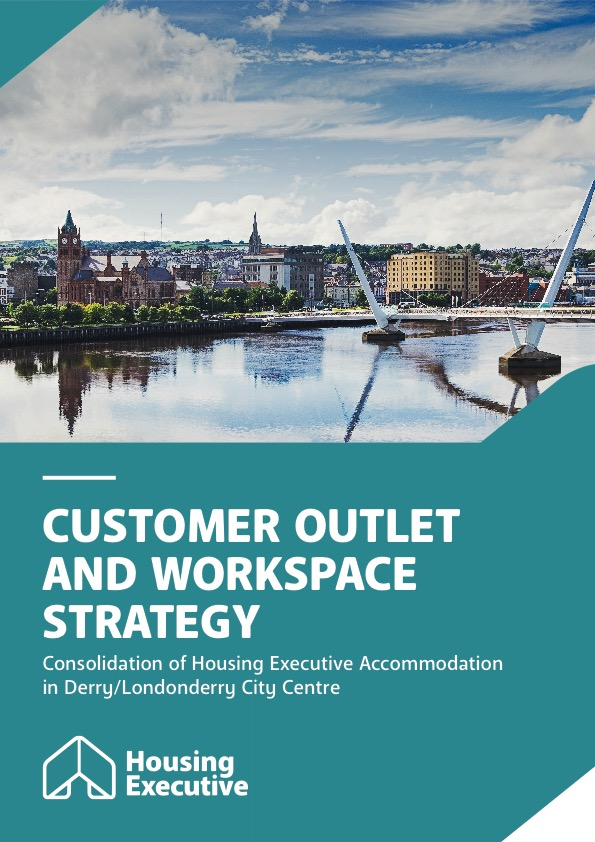 CUSTOMER OUTLET
AND WORKSPACE
STRATEGY
Consolidation of Housing Executive Accommodation
in Derry/Londonderry City Centre
Housing
Executive